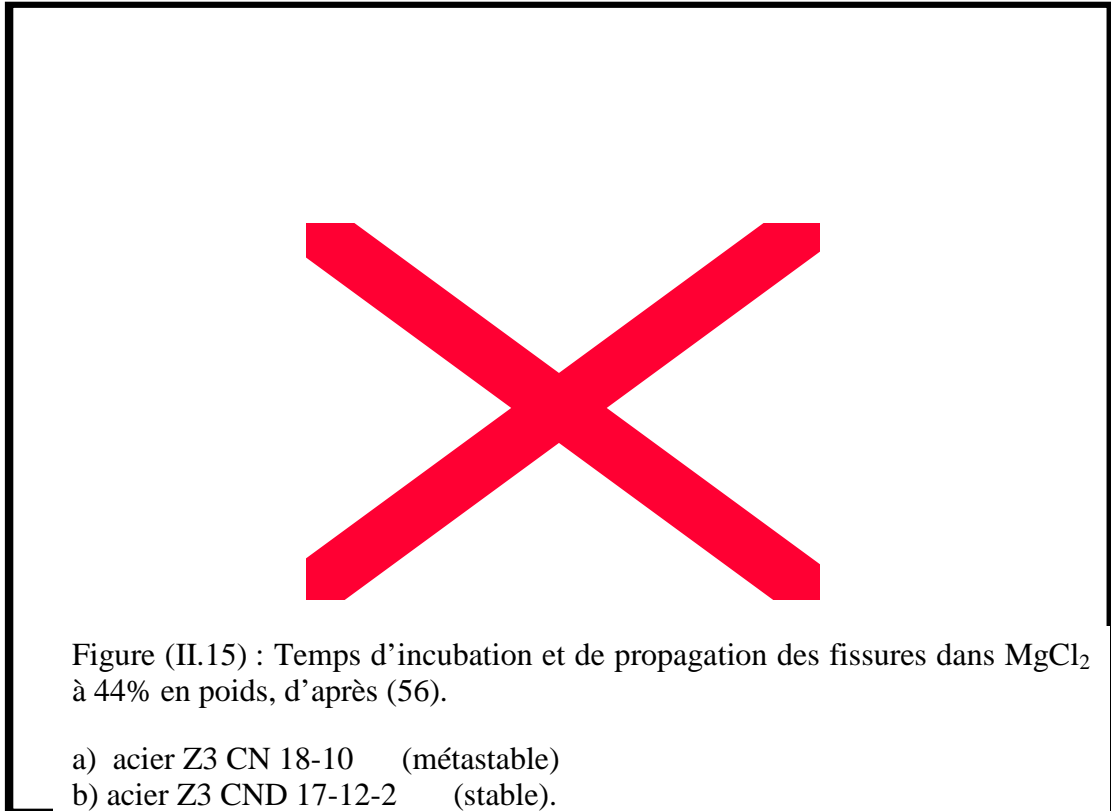 Figure (II.15) : Temps d’incubation et de propagation des fissures dans MgCl₂
à 44% en poids, d’après (56).
a) acier Z3 CN 18-10 (métastable)
b) acier Z3 CND 17-12-2 (stable).